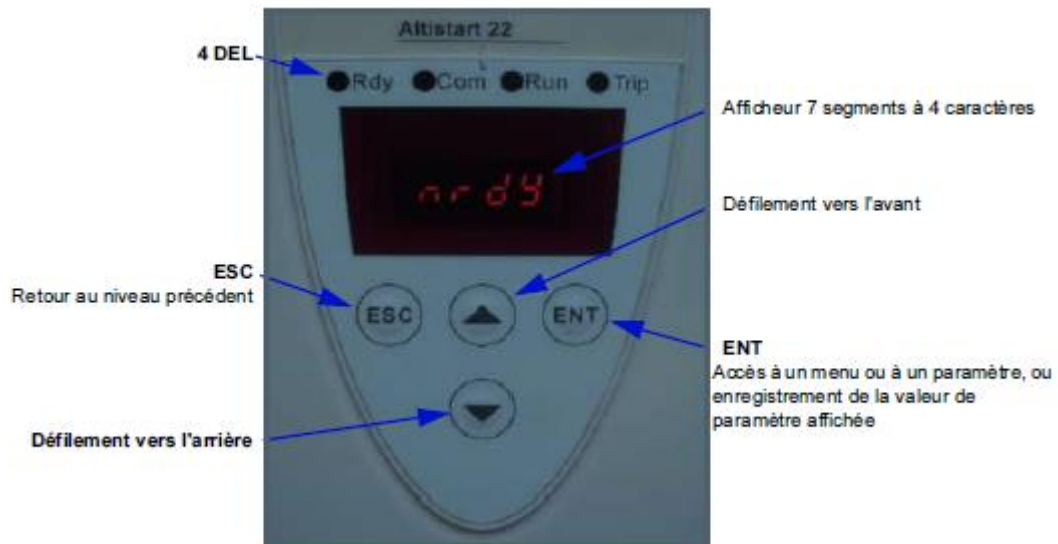 Altistart 22
4 DEL
Rdy Com Run Trip
Afficheur 7 segments à 4 caractères
nrdY
Défilement vers l'avant
ESC
Retour au niveau précédent
ESC
ENT
ENT
Accès à un menu ou à un paramètre, ou
enregistrement de la valeur de
paramètre affichée
Défilement vers l'arrière